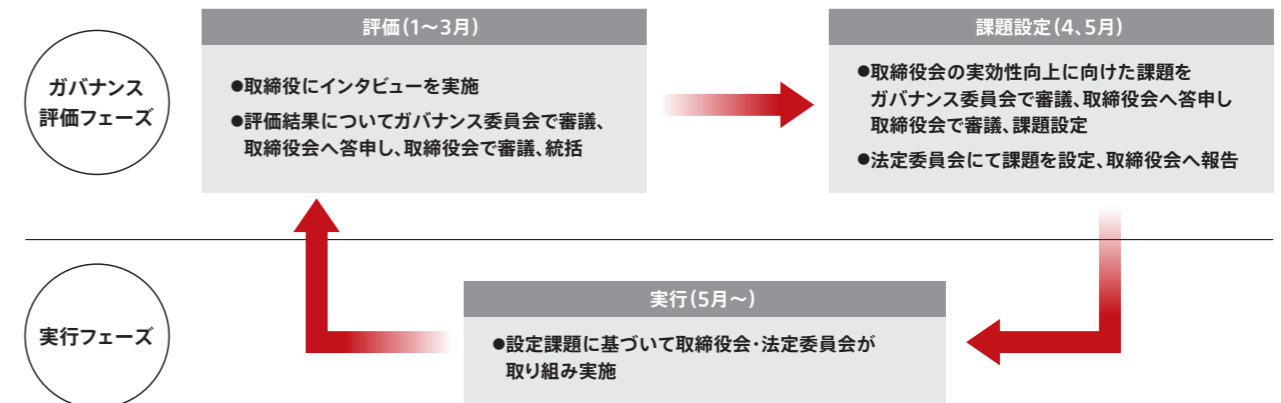 ガバナンス
評価フェーズ
評価(1～3月)
●取締役にインタビューを実施
●評価結果についてガバナンス委員会で審議、
取締役会へ答申し、取締役会で審議、統括
課題設定(4、5月)
●取締役会の実効性向上に向けた課題を
ガバナンス委員会で審議、取締役会へ答申し
取締役会で審議、課題設定
●法定委員会にて課題を設定、取締役会へ報告
実行フェーズ
実行(5月～)
●設定課題に基づいて取締役会・法定委員会が
取り組み実施